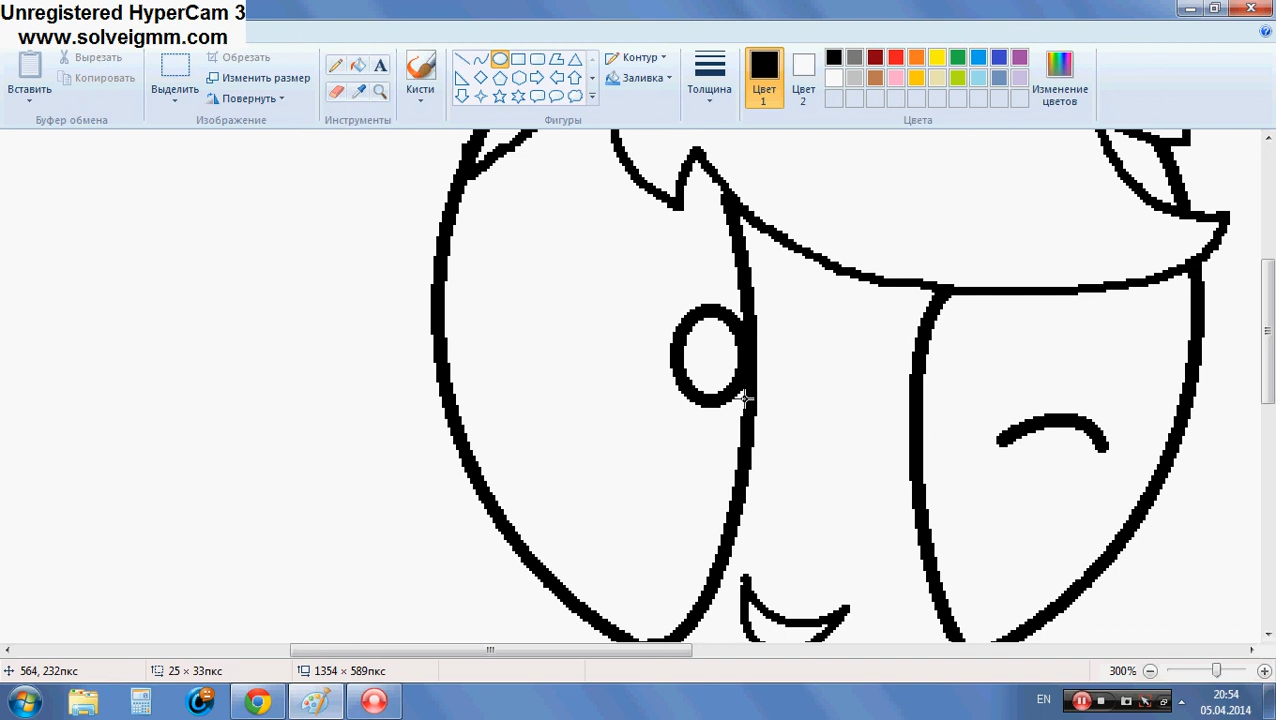 Unregistered HyperCam 3
www.solveigmm.com
Вставить
Вырезать
Копировать
Буфер обмена
Выделить
Обрезать
Изменить размер
Повернуть
Изображение
Инструменты
Кисти
Контур
Заливка
Фигуры
Толщина
Цвет 1
Цвет 2
Изменение цветов
Цвета
564, 232пкс
25 × 33пкс
1354 × 589пкс
300%
EN
20:54
05.04.2014